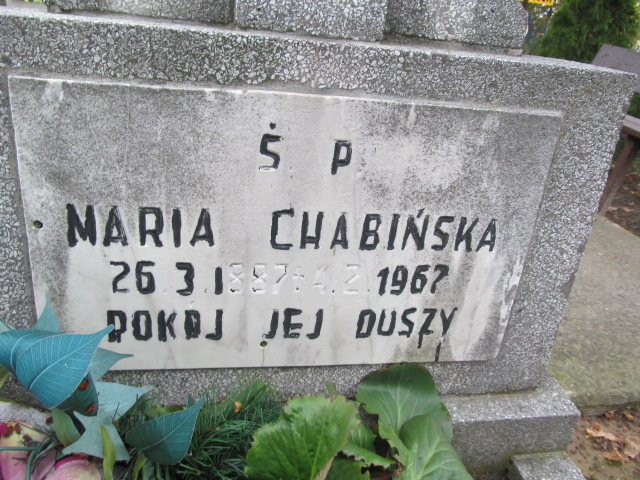 Ś P
MARIA CHABIŃSKA
26.3.1887+4.2.1967
POKÓJ JEJ DUSZY